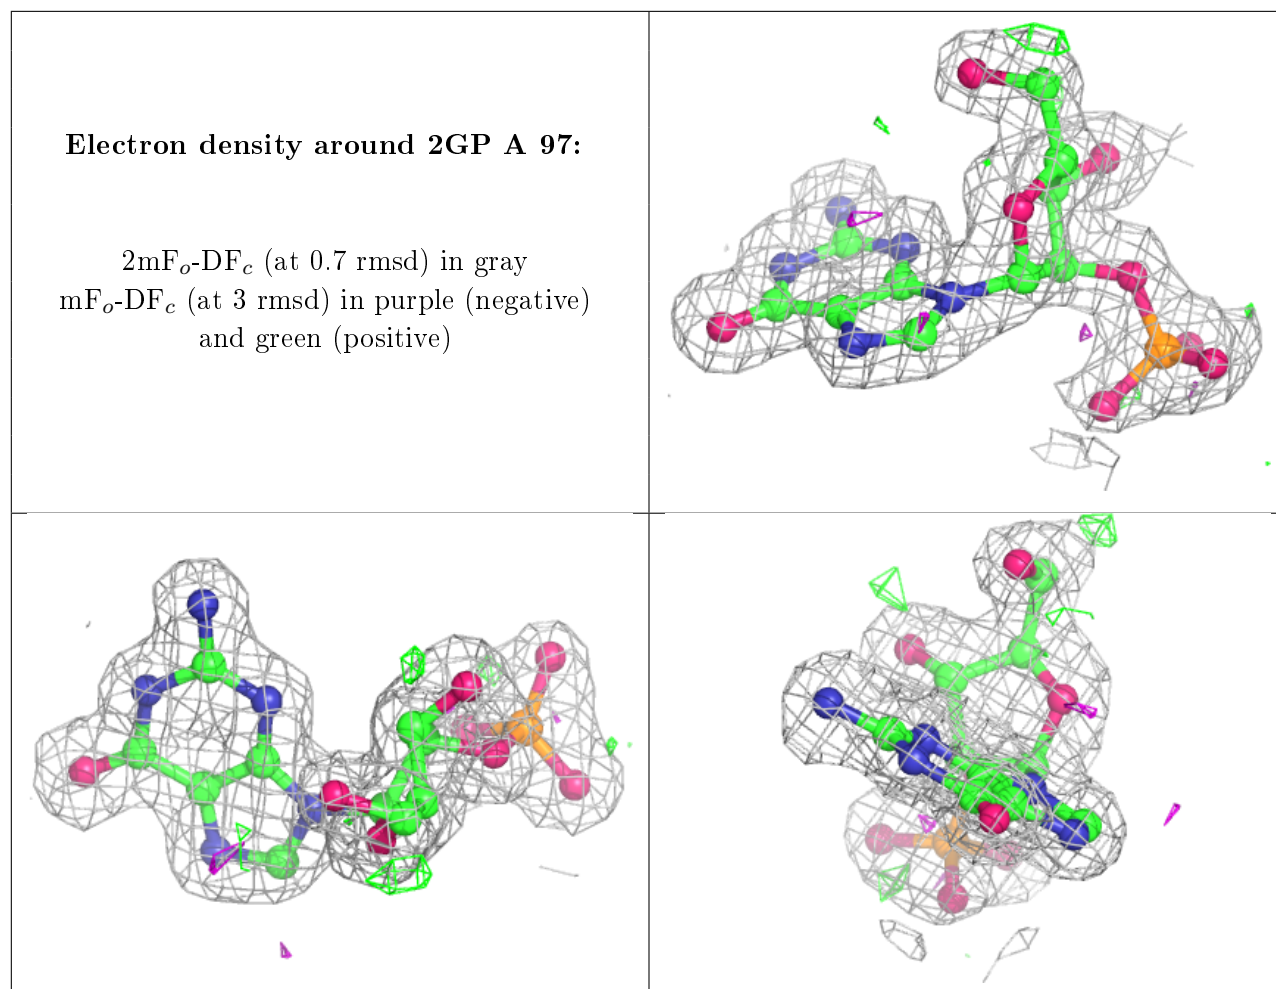 Electron density around 2GP A 97:
2mFo-DFc (at 0.7 rmsd) in gray
mFo-DFc (at 3 rmsd) in purple (negative)
and green (positive)